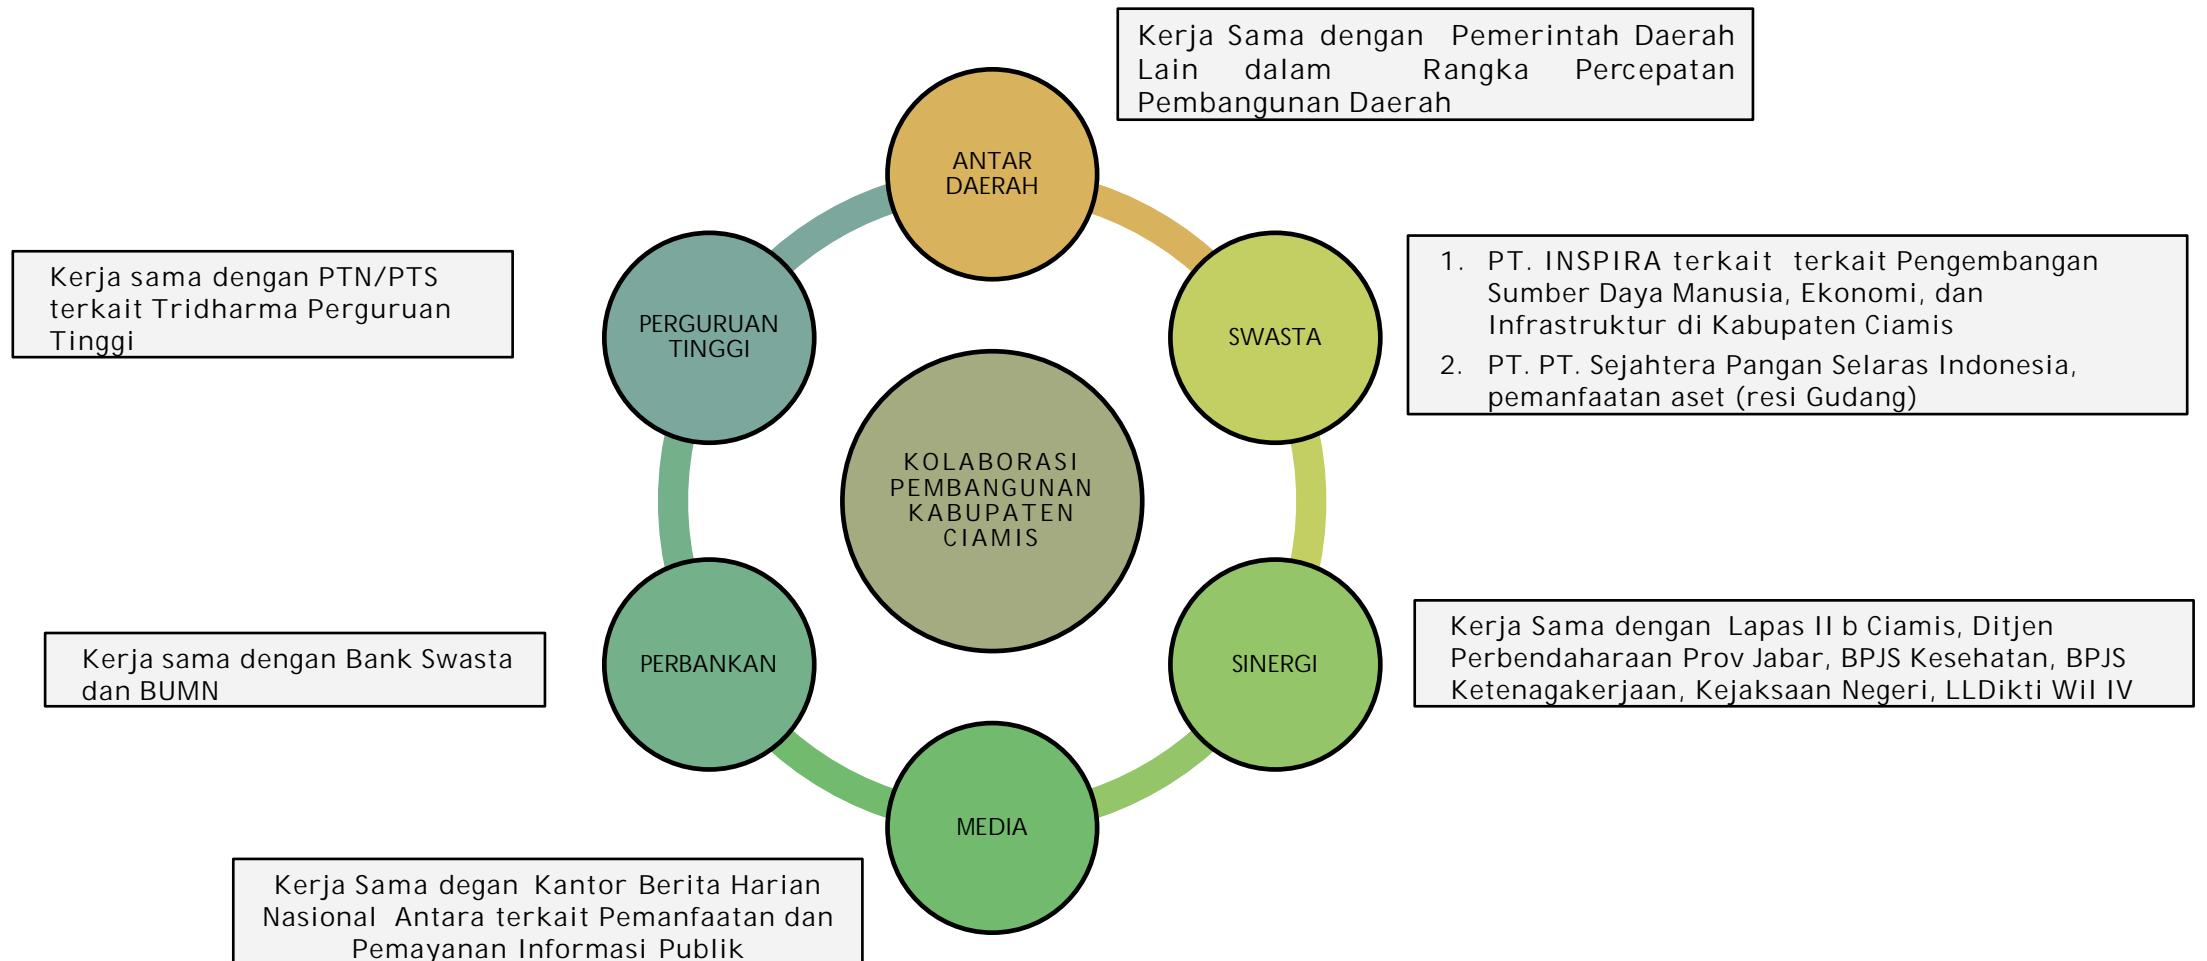 Kerja Sama dengan Pemerintah Daerah
Lain dalam Rangka Percepatan
Pembangunan Daerah
ANTAR
DAERAH
Kerja sama dengan PTN/PTS
terkait Tridharma Perguruan
Tinggi
PERGURUAN
TINGGI
SWASTA
1. PT. INSPIRA terkait terkait Pengembangan
Sumber Daya Manusia, Ekonomi, dan
Infrastruktur di Kabupaten Ciamis
2. PT. PT. Sejahtera Pangan Selaras Indonesia,
pemanfaatan aset (resi Gudang)
KOLABORASI
PEMBANGUNAN
KABUPATEN
CIAMIS
Kerja sama dengan Bank Swasta
dan BUMN
PERBANKAN
SINERGI
Kerja Sama dengan Lapas II b Ciamis, Ditjen
Perbendaharaan Prov Jabar, BPJS Kesehatan, BPJS
Ketenagakerjaan, Kejaksaan Negeri, LLDikti Wil IV
MEDIA
Kerja Sama degan Kantor Berita Harian
Nasional Antara terkait Pemanfaatan dan
Pemayanan Informasi Publik